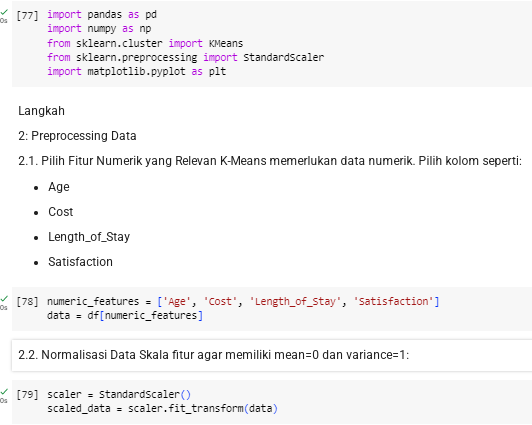 [77] import pandas as pd
0s
import numpy as np
from sklearn.cluster import KMeans
from sklearn.preprocessing import StandardScaler
import matplotlib.pyplot as plt
Langkah
2: Preprocessing Data
2.1. Pilih Fitur Numerik yang Relevan K-Means memerlukan data numerik. Pilih kolom seperti:
• Age
• Cost
• Length_of_Stay
• Satisfaction
[78] numeric_features = ['Age', 'Cost', 'Length_of_Stay', 'Satisfaction']
0s
data = df[numeric_features]
2.2. Normalisasi Data Skala fitur agar memiliki mean=0 dan variance=1:
[79] scaler = StandardScaler()
0s
scaled_data = scaler.fit_transform(data)